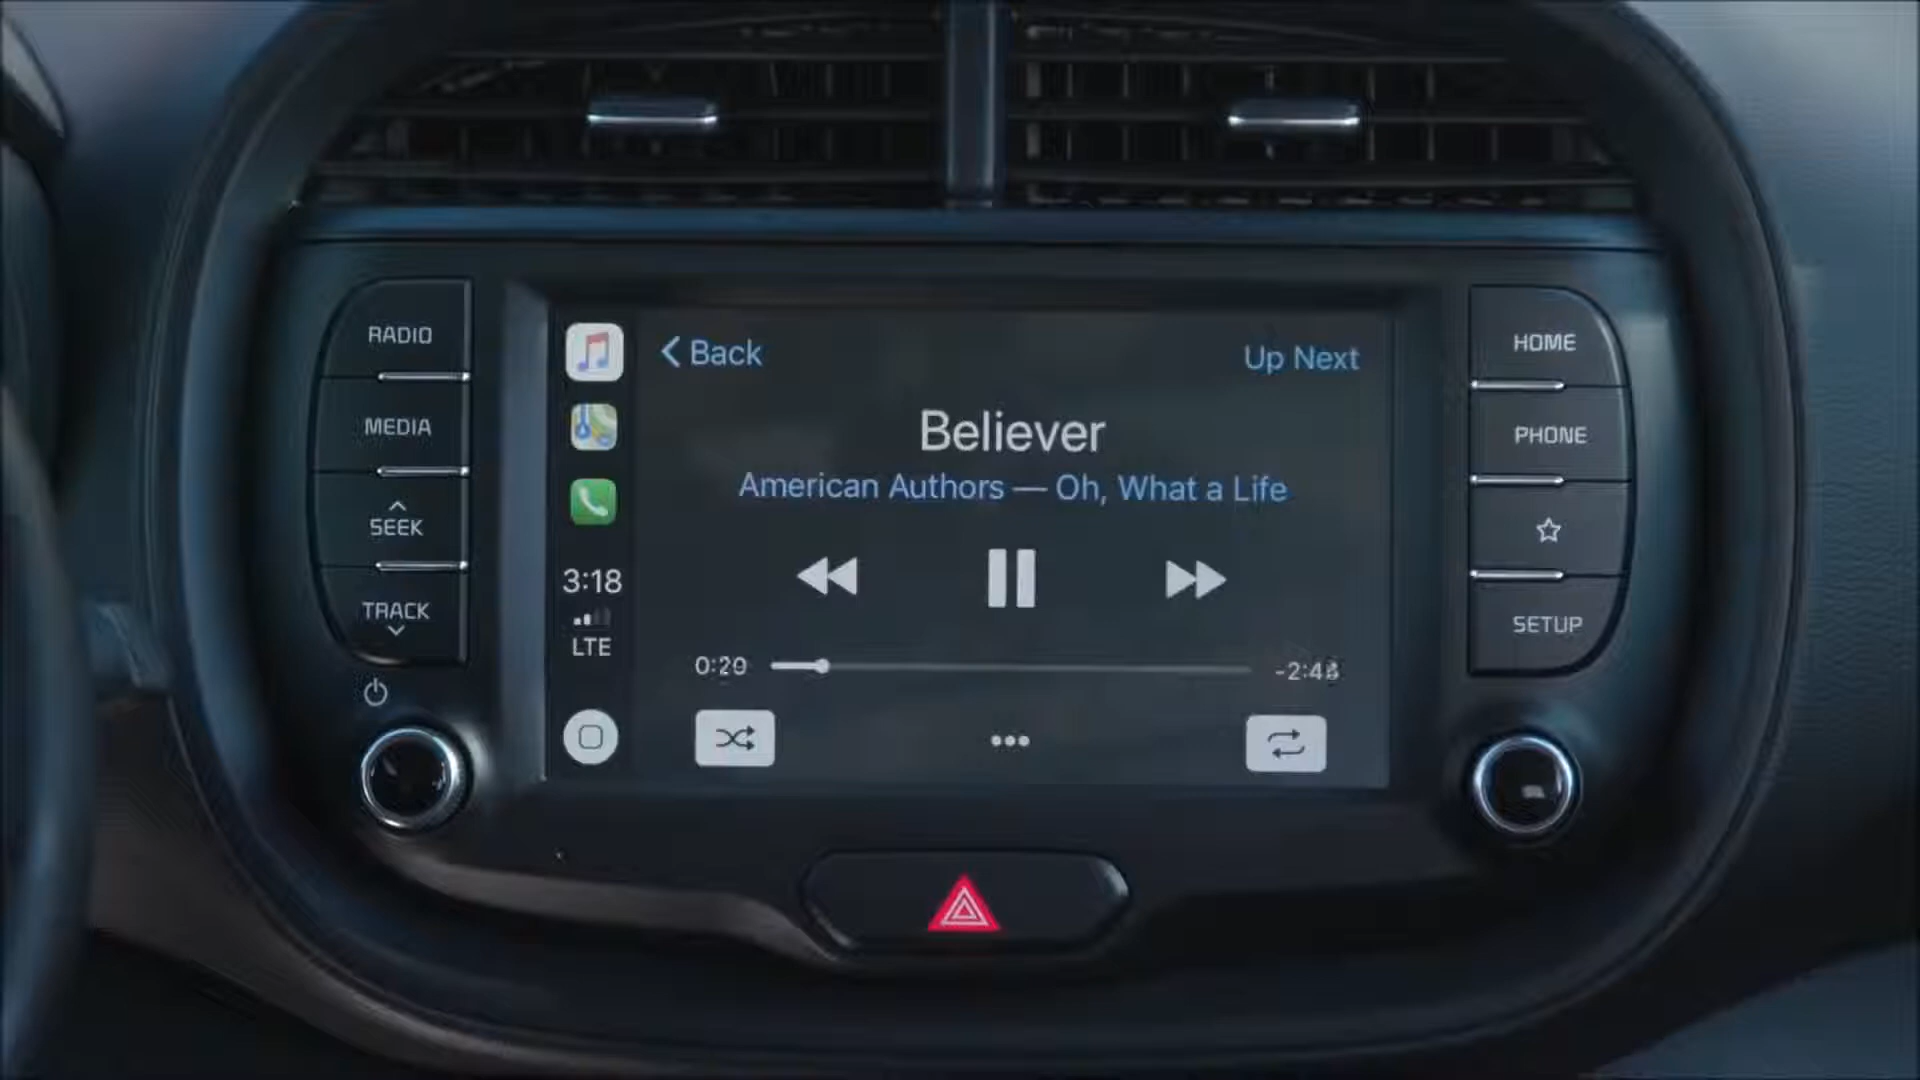 RADIO
MEDIA
SEEK
TRACK
Back
Up Next
Believer
American Authors — Oh, What a Life
3:18
LTE
0:20
HOME
PHONE
SETUP